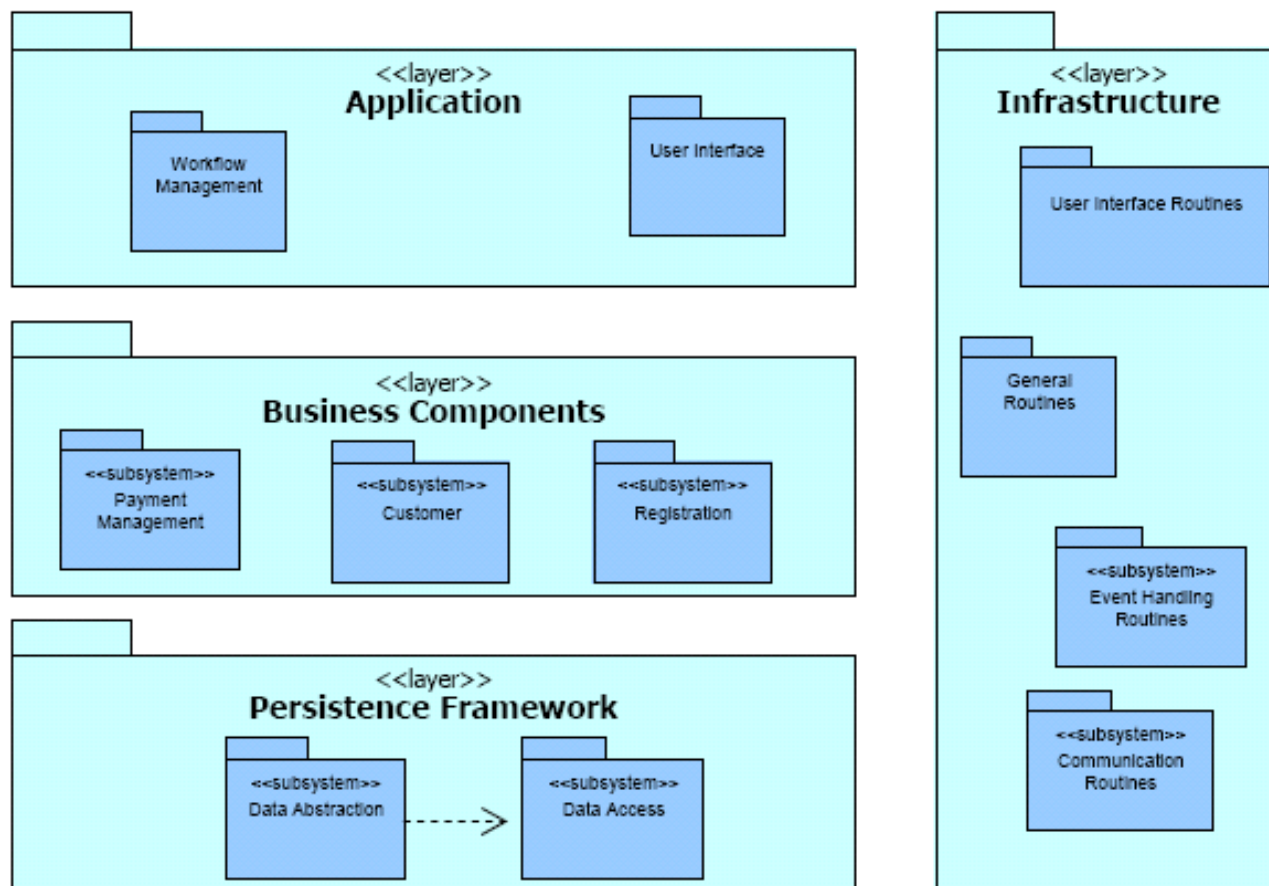 <<layer>>
Application
Workflow
Management
User Interface
<<layer>>
Business Components
<<subsystem>>
Payment
Management
<<subsystem>>
Customer
<<subsystem>>
Registration
<<layer>>
Persistence Framework
<<subsystem>>
Data Abstraction
<<subsystem>>
Data Access
<<layer>>
Infrastructure
User Interface Routines
General
Routines
<<subsystem>>
Event Handling
Routines
<<subsystem>>
Communication
Routines